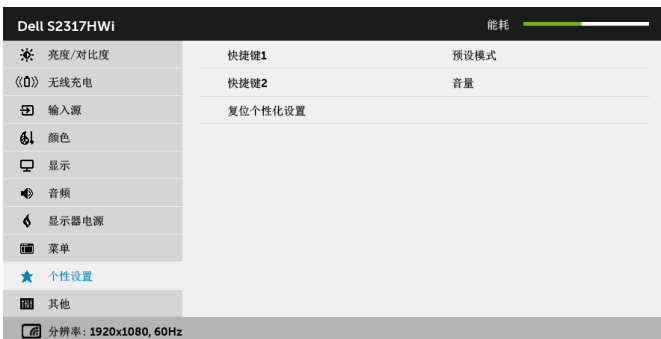 Dell S2317HWi 能耗
亮度/对比度 快捷键1 预设模式
无线充电 快捷键2 音量
输入源 复位个性化设置
颜色
显示
音频
显示器电源
菜单
个性设置
其他
分辨率: 1920x1080, 60Hz